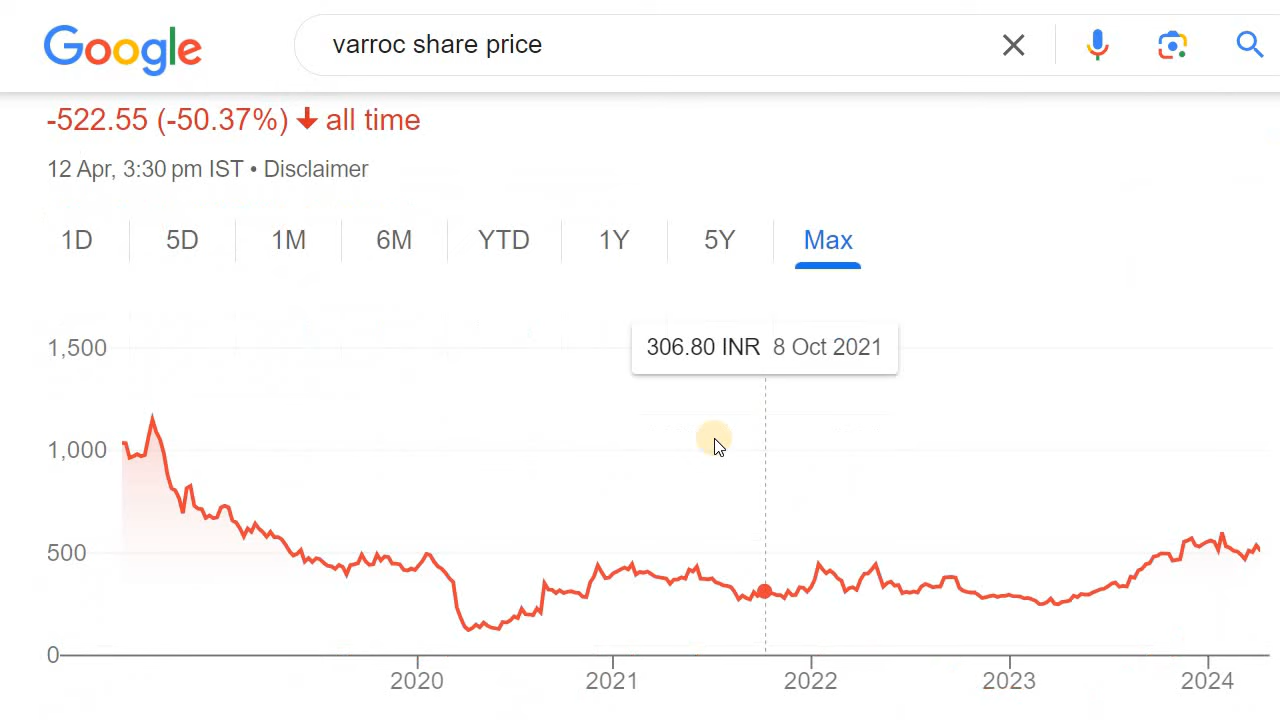 Google varroc share price
-522.55 (-50.37%) all time
12 Apr, 3:30 pm IST • Disclaimer
1D 5D 1M 6M YTD 1Y 5Y Max
306.80 INR 8 Oct 2021
1,500
1,000
500
0
2020 2021 2022 2023 2024